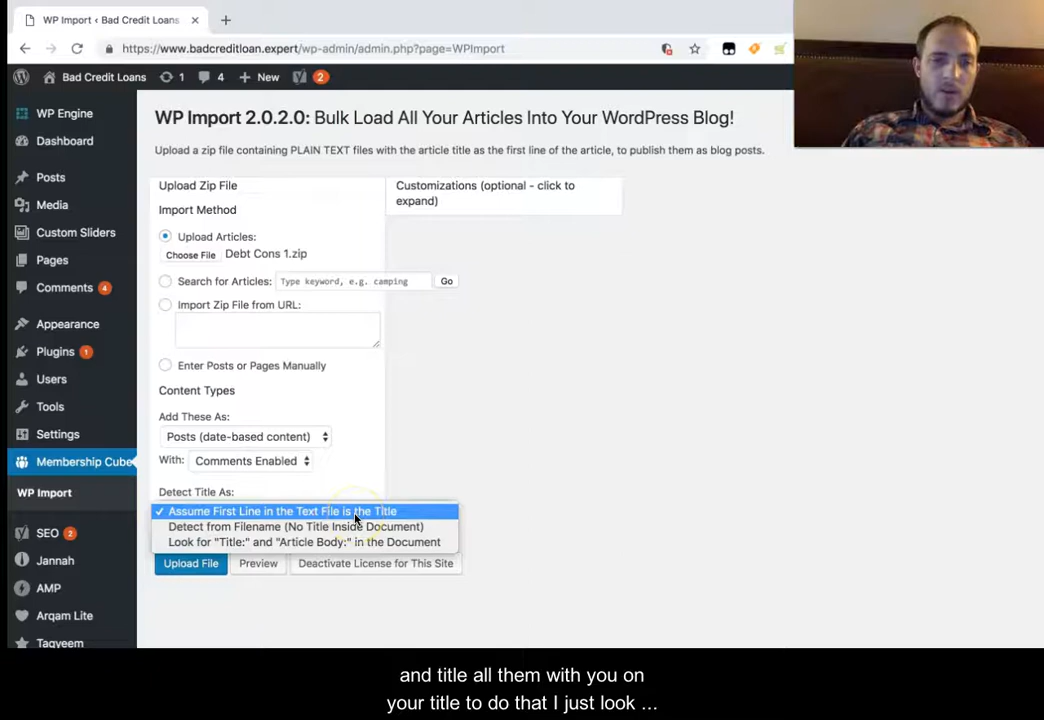 WP Import ‹ Bad Credit Loans
https://www.badcreditloan.expert/wp-admin/admin.php?page=WPImport
Bad Credit Loans
1
4
New
2
WP Engine
Dashboard
Posts
Media
Custom Sliders
Pages
Comments 4
Appearance
Plugins 1
Users
Tools
Settings
Membership Cube
WP Import
SEO 2
Jannah
AMP
Arqam Lite
Taqyeem
WP Import 2.0.2.0: Bulk Load All Your Articles Into Your WordPress Blog!
Upload a zip file containing PLAIN TEXT files with the article title as the first line of the article, to publish them as blog posts.
Upload Zip File
Import Method
Upload Articles:
Choose File Debt Cons 1.zip
Search for Articles: Type keyword, e.g. camping Go
Import Zip File from URL:
Enter Posts or Pages Manually
Content Types
Add These As:
Posts (date-based content)
With: Comments Enabled
Detect Title As:
✓ Assume First Line in the Text File is the Title
Detect from Filename (No Title Inside Document)
Look for "Title:" and "Article Body:" in the Document
Upload File Preview Deactivate License for This Site
Customizations (optional - click to
expand)
and title all them with you on
your title to do that I just look ...